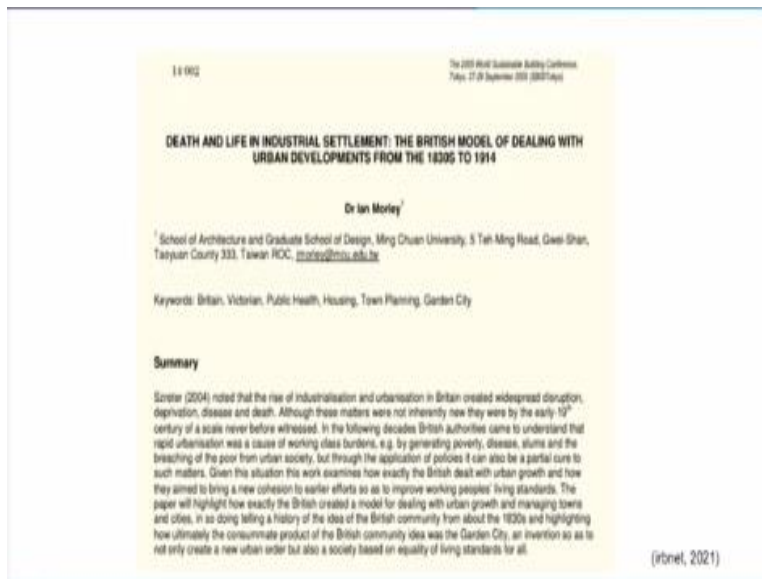 14-002
The 2005 World Sustainable Building Conference,
Tokyo, 27-29 September 2005 (SB05Tokyo)
DEATH AND LIFE IN INDUSTRIAL SETTLEMENT: THE BRITISH MODEL OF DEALING WITH
URBAN DEVELOPMENTS FROM THE 1830S TO 1914
Dr Ian Morley¹
¹ School of Architecture and Graduate School of Design, Ming Chuan University, 5 Teh-Ming Road, Gwei-Shan,
Taoyuan County 333, Taiwan ROC, imorley@mcu.edu.tw
Keywords: Britain, Victorian, Public Health, Housing, Town Planning, Garden City
Summary
Szreter (2004) noted that the rise of industrialisation and urbanisation in Britain created widespread disruption,
deprivation, disease and death. Although these matters were not inherently new they were by the early-19th
century of a scale never before witnessed. In the following decades British authorities came to understand that
rapid urbanisation was a cause of working class burdens, e.g. by generating poverty, disease, slums and the
breaching of the poor from urban society, but through the application of policies it can also be a partial cure to
such matters. Given this situation this work examines how exactly the British dealt with urban growth and how
they aimed to bring a new cohesion to earlier efforts so as to improve working peoples' living standards. The
paper will highlight how exactly the British created a model for dealing with urban growth and managing towns
and cities, in so doing telling a history of the idea of the British community from about the 1830s and highlighting
how ultimately the consummate product of the British community idea was the Garden City, an invention so as to
not only create a new urban order but also a society based on equality of living standards for all.
(irbnet, 2021)